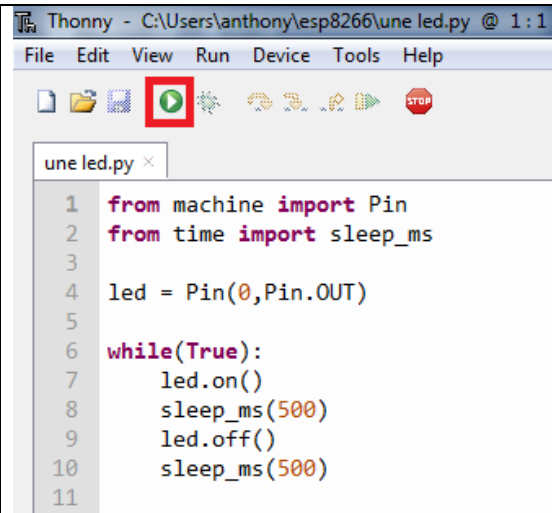 Thonny - C:\Users\anthony\esp8266\une led.py @ 1:1
File Edit View Run Device Tools Help
STOP
une led.py ×
1 from machine import Pin
2 from time import sleep_ms
3
4 led = Pin(0,Pin.OUT)
5
6 while(True):
7     led.on()
8     sleep_ms(500)
9     led.off()
10     sleep_ms(500)
11